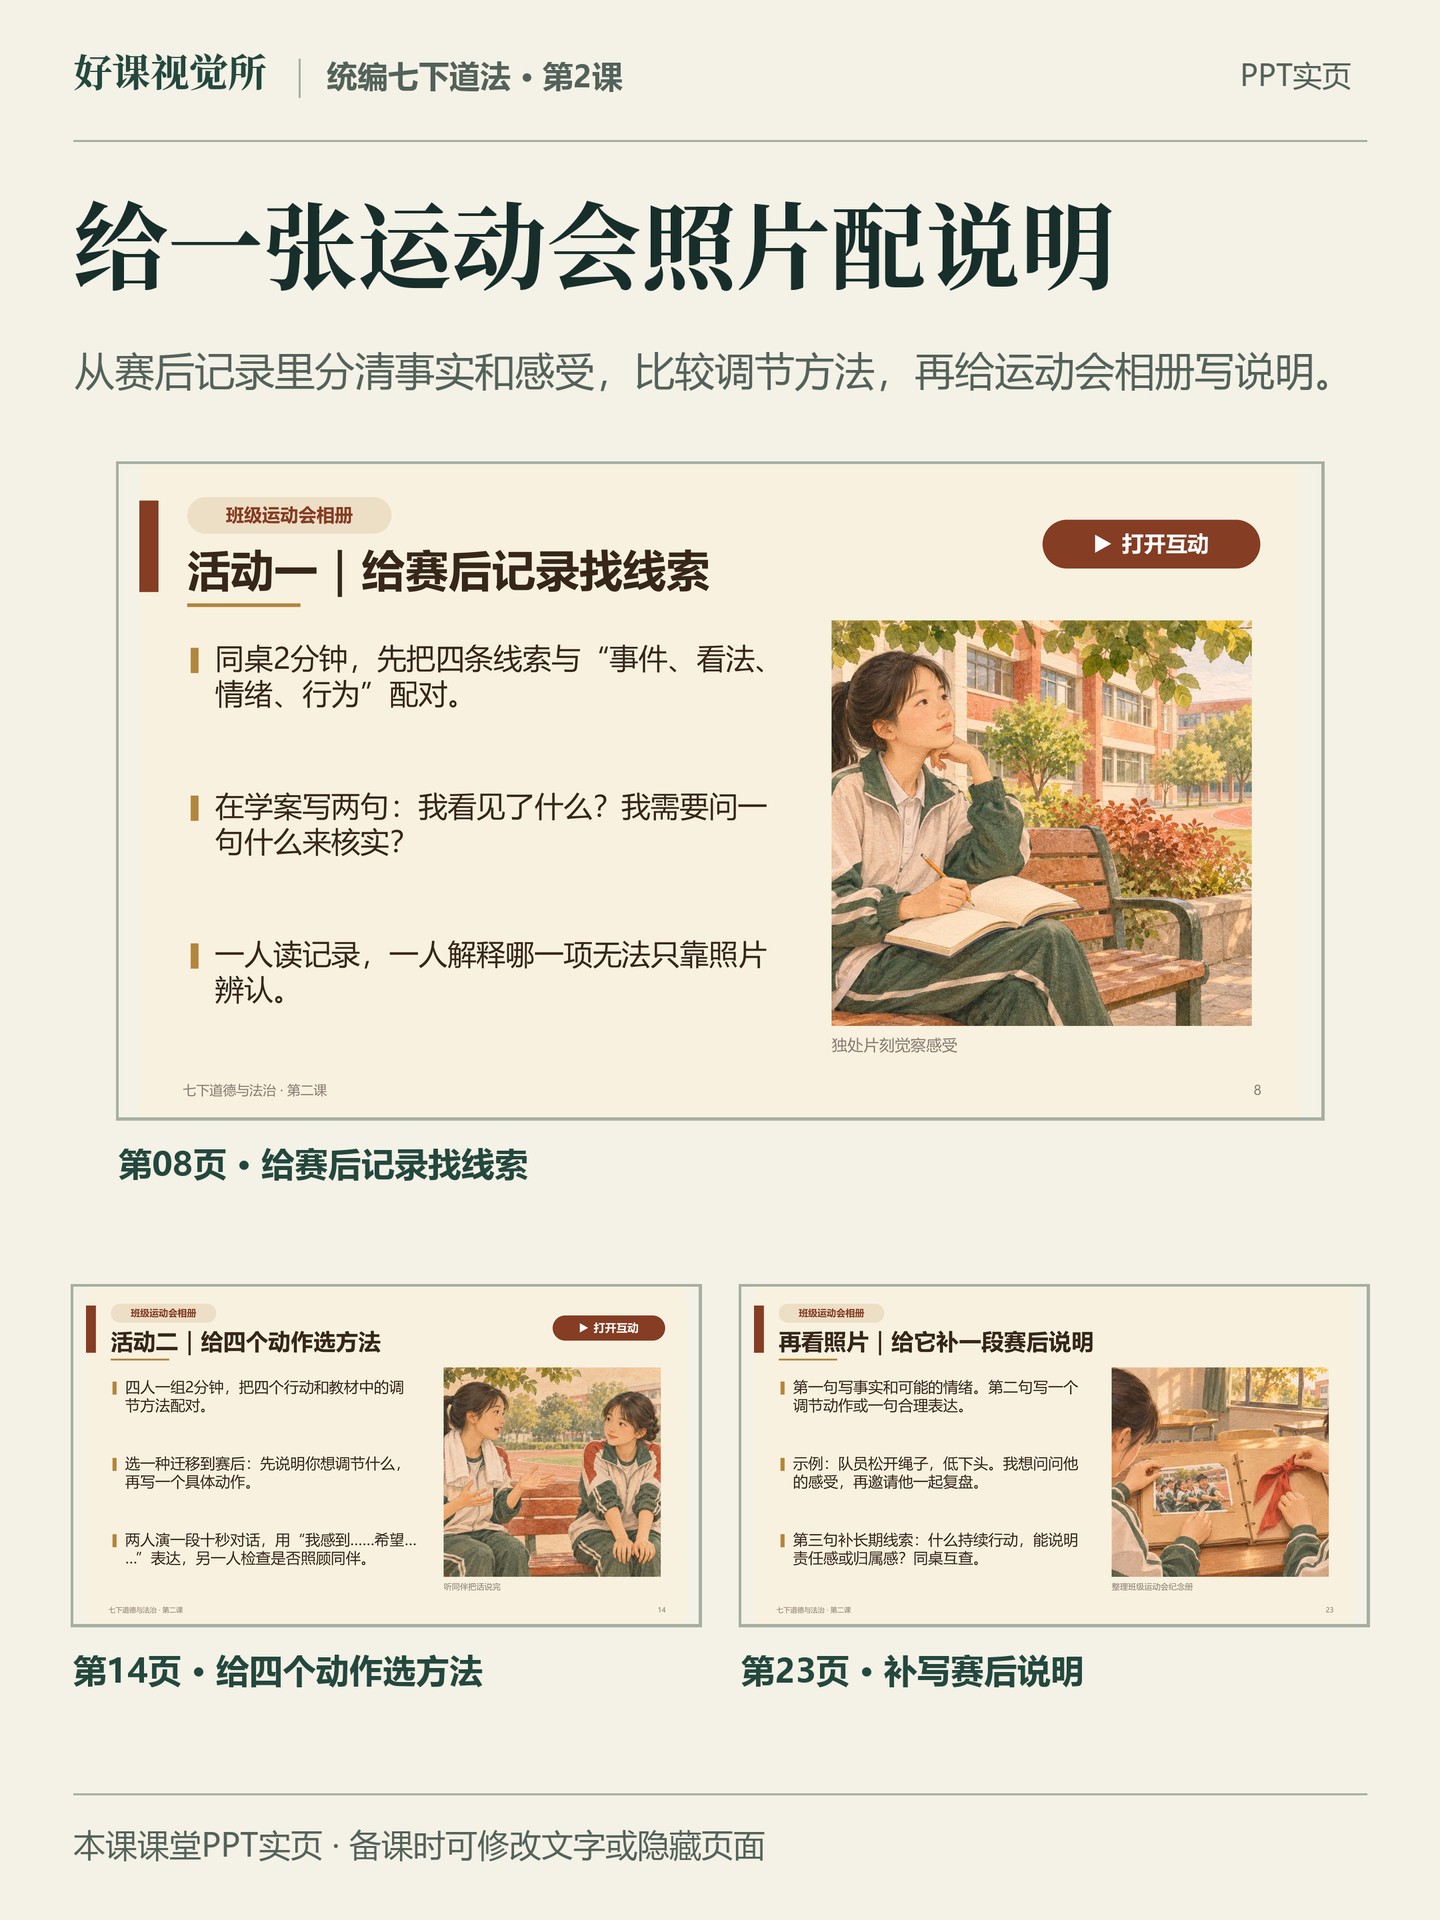 好课视觉所
统编七下道法·第2课
PPT实页
给一张运动会照片配说明
从赛后记录里分清事实和感受，比较调节方法，再给运动会相册写说明。
班级运动会相册
活动一｜给赛后记录找线索
▶ 打开互动
同桌2分钟，先把四条线索与“事件、看法、
情绪、行为”配对。
在学案写两句：我看见了什么？我需要问一
句什么来核实？
一人读记录，一人解释哪一项无法只靠照片
辨认。
独处片刻觉察感受
七下道德与法治 · 第二课
8
第08页·给赛后记录找线索
班级运动会相册
活动二｜给四个动作选方法
▶ 打开互动
四人一组2分钟，把四个行动和教材中的调
节方法配对。
选一种迁移到赛后：先说明你想调节什么，
再写一个具体动作。
两人演一段十秒对话，用“我感到……希望…
…”表达，另一人检查是否照顾同伴。
听同伴把话说完
七下道德与法治 · 第二课
14
第14页·给四个动作选方法
班级运动会相册
再看照片｜给它补一段赛后说明
第一句写事实和可能的情绪。第二句写一个
调节动作或一句合理表达。
示例：队员松开绳子，低下头。我想问问他
的感受，再邀请他一起复盘。
第三句补长期线索：什么持续行动，能说明
责任感或归属感？同桌互查。
整理班级运动会纪念册
七下道德与法治 · 第二课
23
第23页·补写赛后说明
本课课堂PPT实页 · 备课时可修改文字或隐藏页面